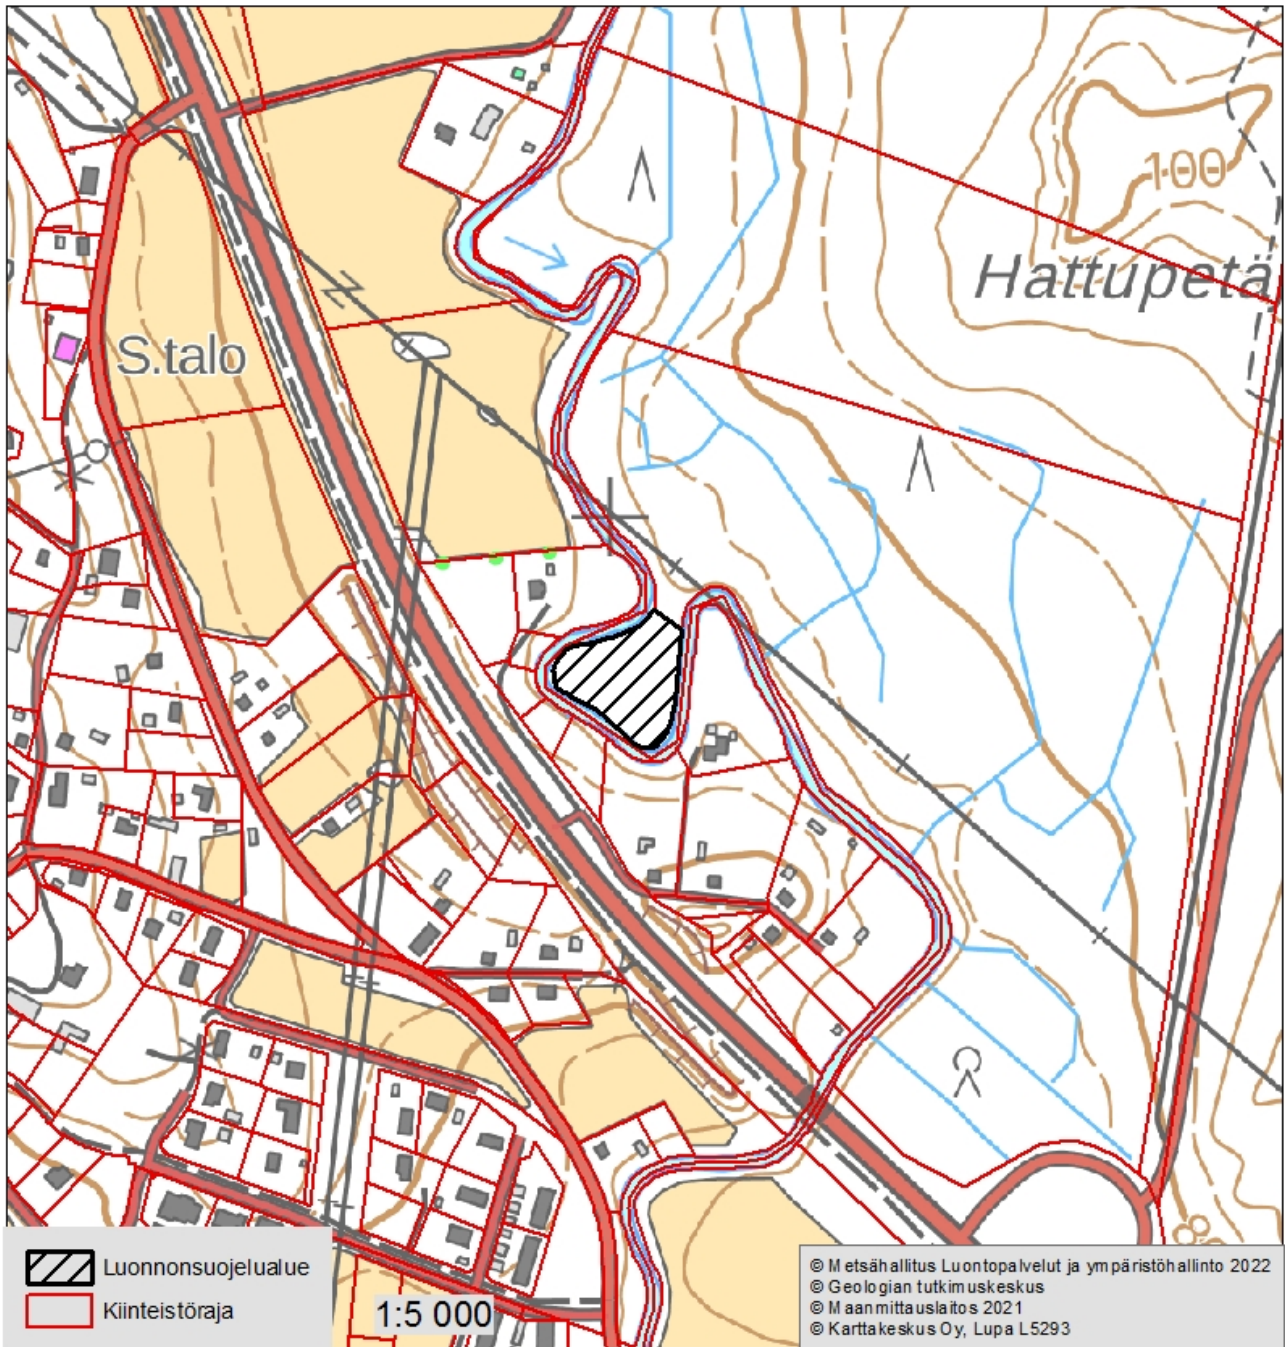 100
Hattupetä
S.talo
Luonnonsuojelualue
Kiinteistöraja
1:5 000
© Metsähallitus Luontopalvelut ja ympäristöhallinto 2022
© Geologian tutkimuskeskus
© Maanmittauslaitos 2021
© Karttakeskus Oy, Lupa L5293